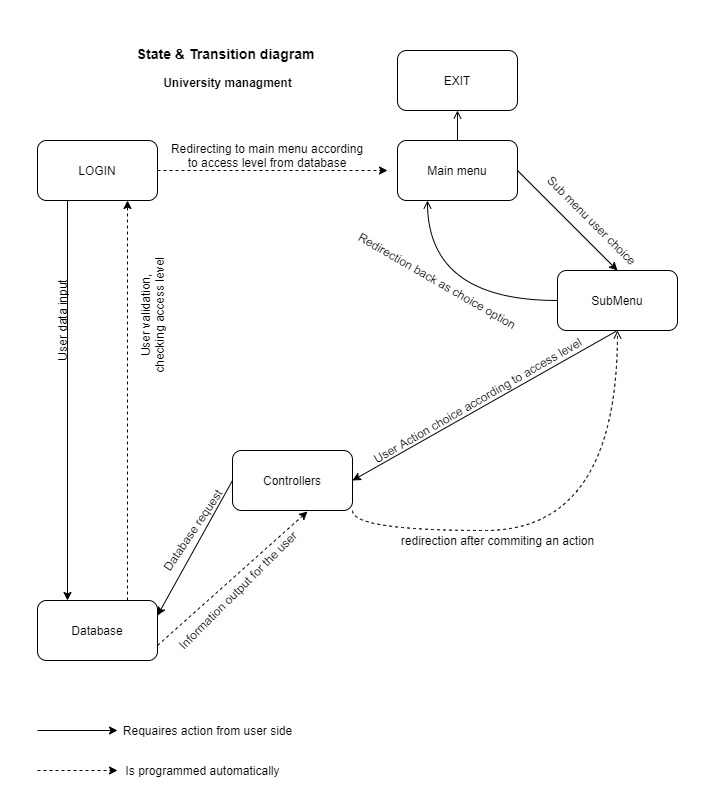 State & Transition diagram
University managment
EXIT
LOGIN
Redirecting to main menu according
to access level from database
Main menu
Sub menu user choice
Redirection back as choice option
SubMenu
User data input
User validation,
checking access level
User Action choice according to access level
Controllers
Database request
Information output for the user
redirection after commiting an action
Database
Requaires action from user side
Is programmed automatically